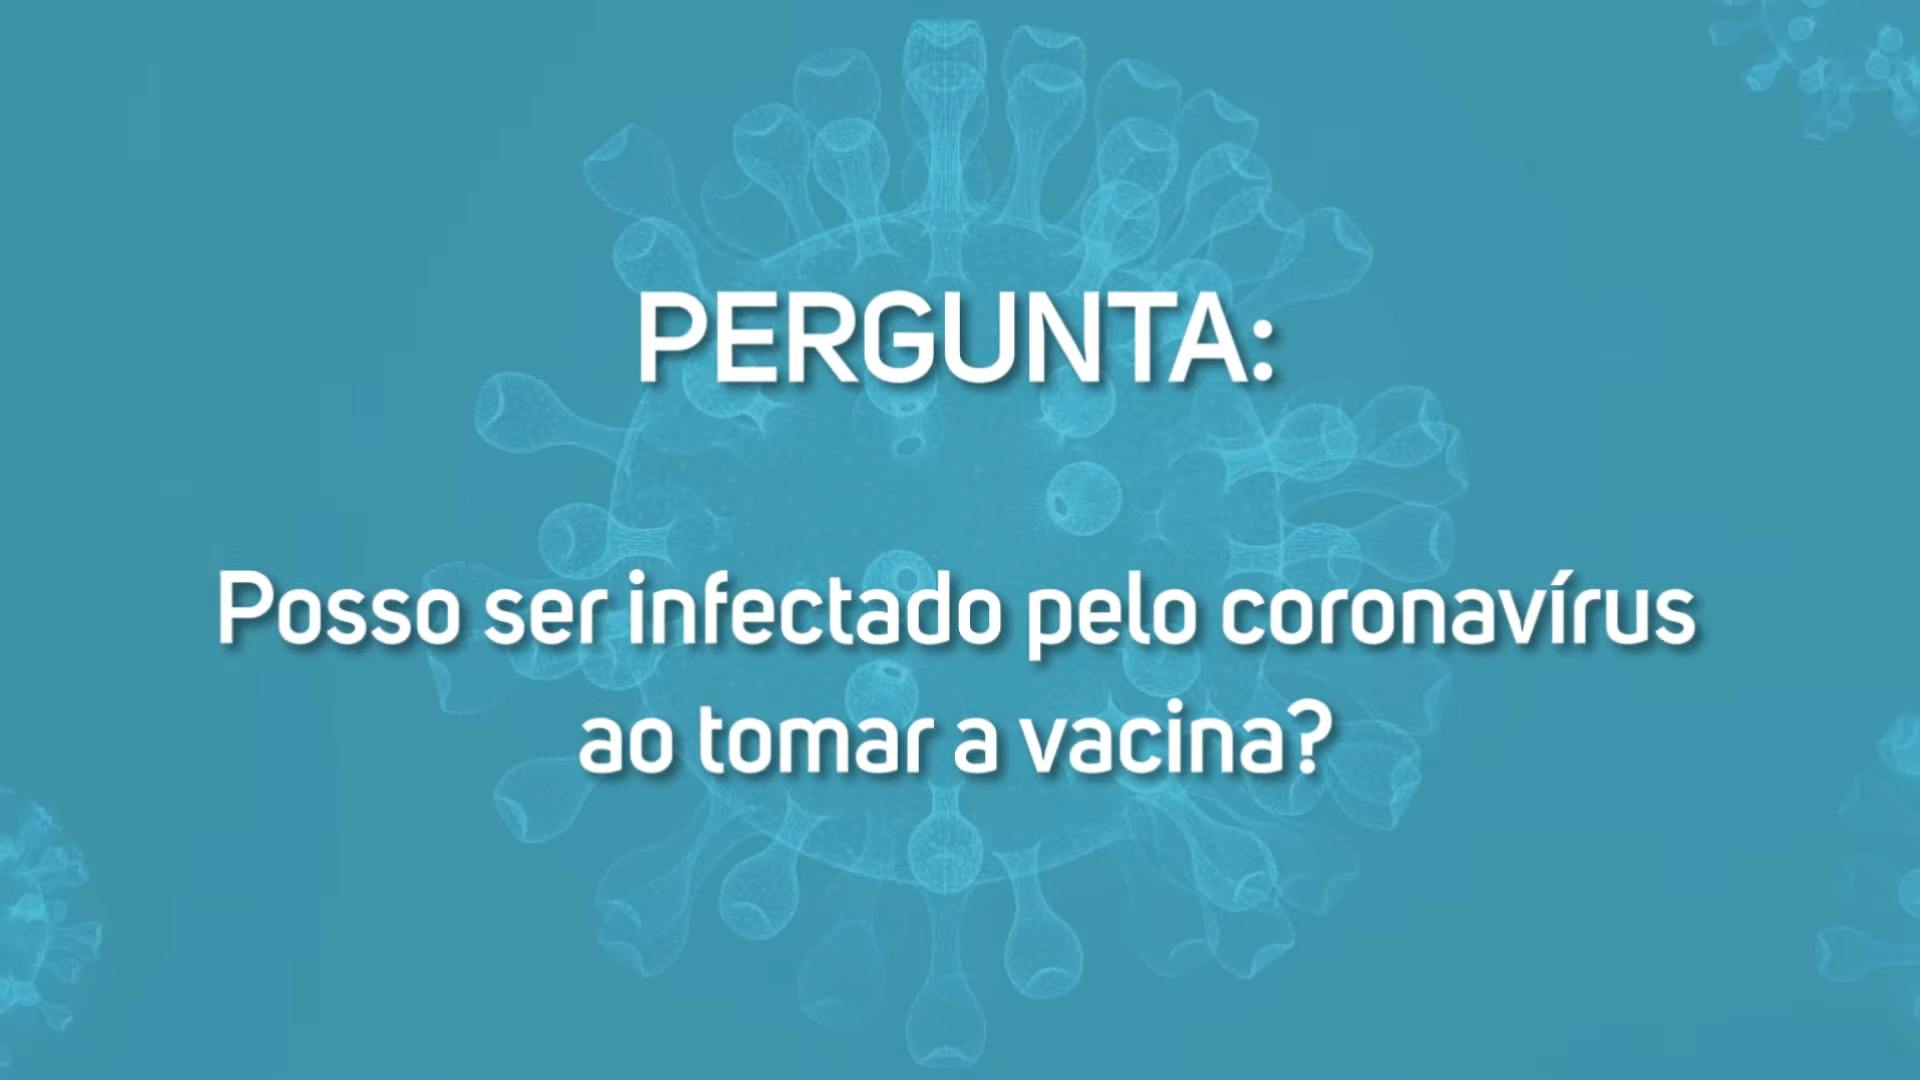 PERGUNTA:
Posso ser infectado pelo coronavírus
ao tomar a vacina?